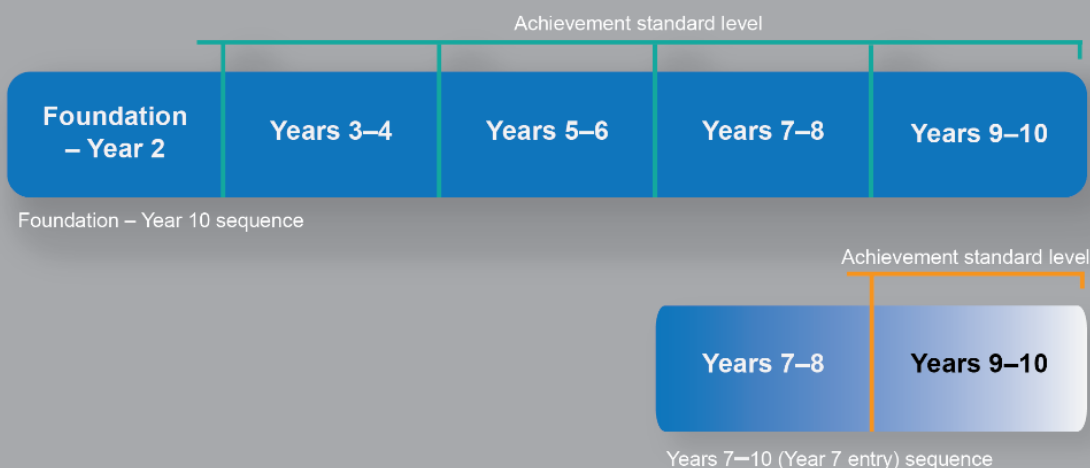 Achievement standard level
Foundation
– Year 2
Years 3–4
Years 5–6
Years 7–8
Years 9–10
Foundation – Year 10 sequence
Achievement standard level
Years 7–8
Years 9–10
Years 7–10 (Year 7 entry) sequence